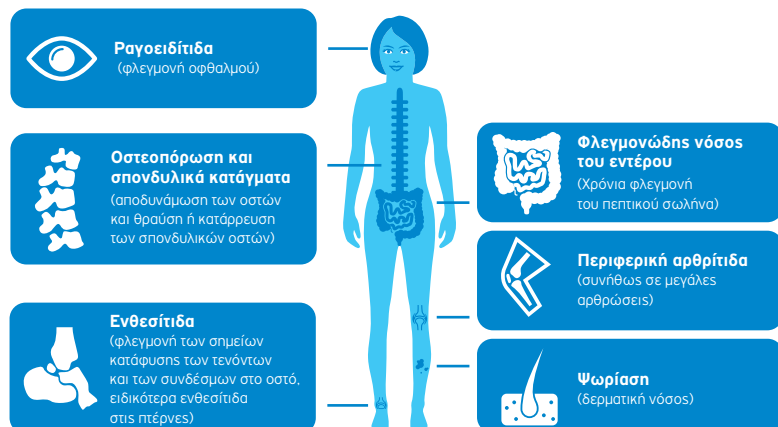 Ραγοειδίτιδα
(φλεγμονή οφθαλμού)
Οστεοπόρωση και
σπονδυλικά κατάγματα
(αποδυνάμωση των οστών
και θραύση ή κατάρρευση
των σπονδυλικών οστών)
Ενθεσίτιδα
(φλεγμονή των σημείων
κατάφυσης των τενόντων
και των συνδέσμων στο οστό,
ειδικότερα ενθεσίτιδα
στις πτέρνες)
Φλεγμονώδης νόσος
του εντέρου
(Χρόνια φλεγμονή
του πεπτικού σωλήνα)
Περιφερική αρθρίτιδα
(συνήθως σε μεγάλες
αρθρώσεις)
Ψωρίαση
(δερματική νόσος)